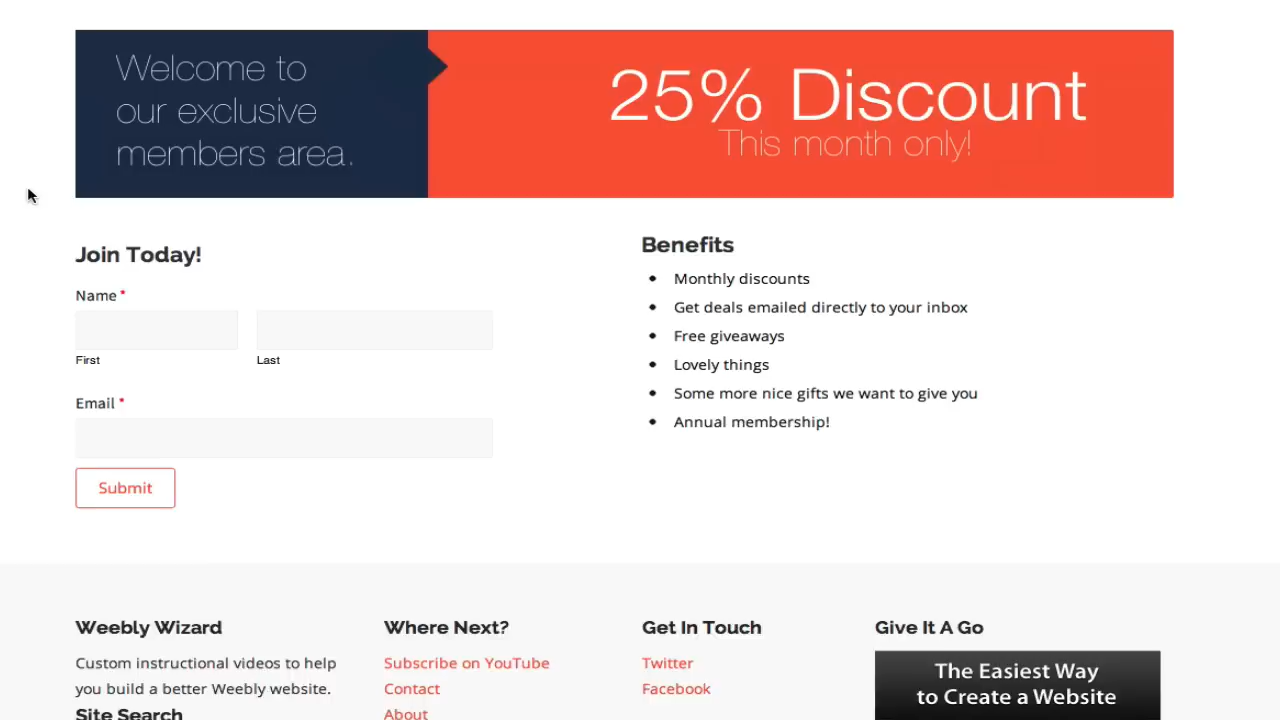 Welcome to
our exclusive
members area.
25% Discount
This month only!
Join Today!
Name *
First
Last
Email *
Submit
Benefits
• Monthly discounts
• Get deals emailed directly to your inbox
• Free giveaways
• Lovely things
• Some more nice gifts we want to give you
• Annual membership!
Weebly Wizard
Custom instructional videos to help
you build a better Weebly website.
Site Search
Where Next?
Subscribe on YouTube
Contact
About
Get In Touch
Twitter
Facebook
Give It A Go
The Easiest Way
to Create a Website